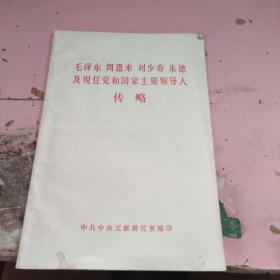 毛泽东 周恩来 刘少奇 朱德
及现任党和国家主要领导人
传略
中共中央文献研究室编印